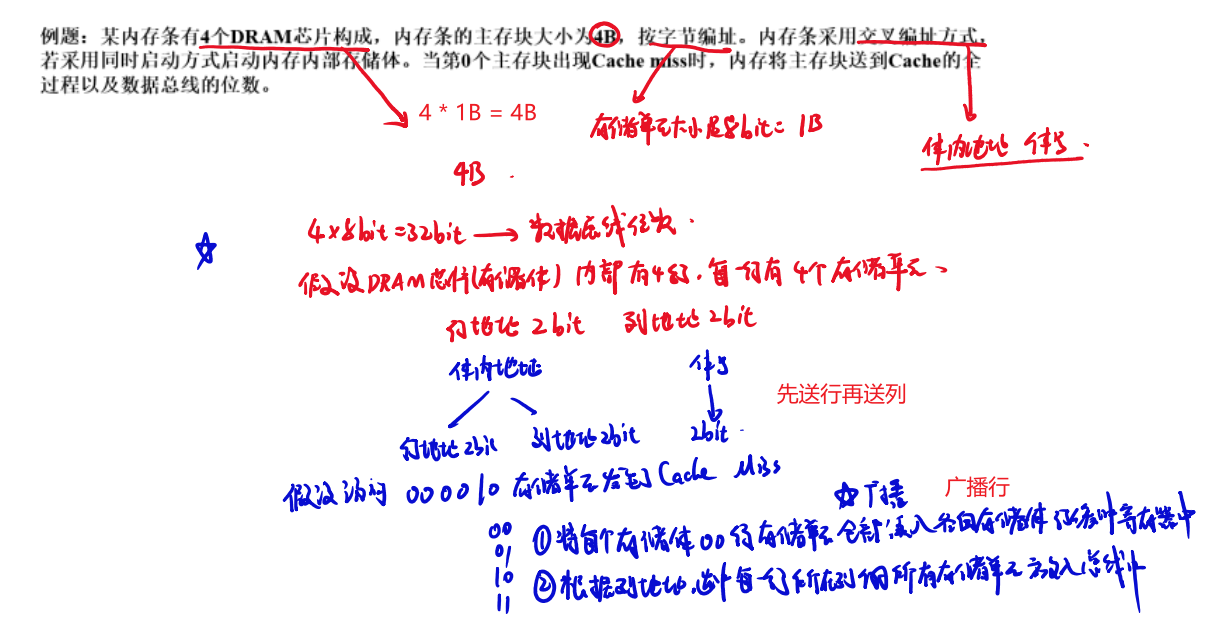 例题：某内存条有4个DRAM芯片构成，内存条的主存块大小为4B，按字节编址。内存条采用交叉编址方式，
若采用同时启动方式启动内存内部存储体。当第0个主存块出现Cache miss时，内存将主存块送到Cache的全
过程以及数据总线的位数。
4 * 1B = 4B
存储单元大小是8bit = 1B
体内地址 体号.
4B
4×8bit=32bit → 数据总线位数.
假设DRAM芯片(存储体)内部有4行，每一行有4个存储单元、
行地址 2bit 列地址 2bit
体内地址 体号
先送行再送列
行地址2bit 列地址2bit 2bit.
假设访问 000010 存储单元发生了Cache Miss
☆广播 广播行
00
01
10
11
①将每个存储体00行存储单元全部送入各自存储体行缓冲寄存器中
②根据列地址，每一行所在列的所有存储单元送入总线中